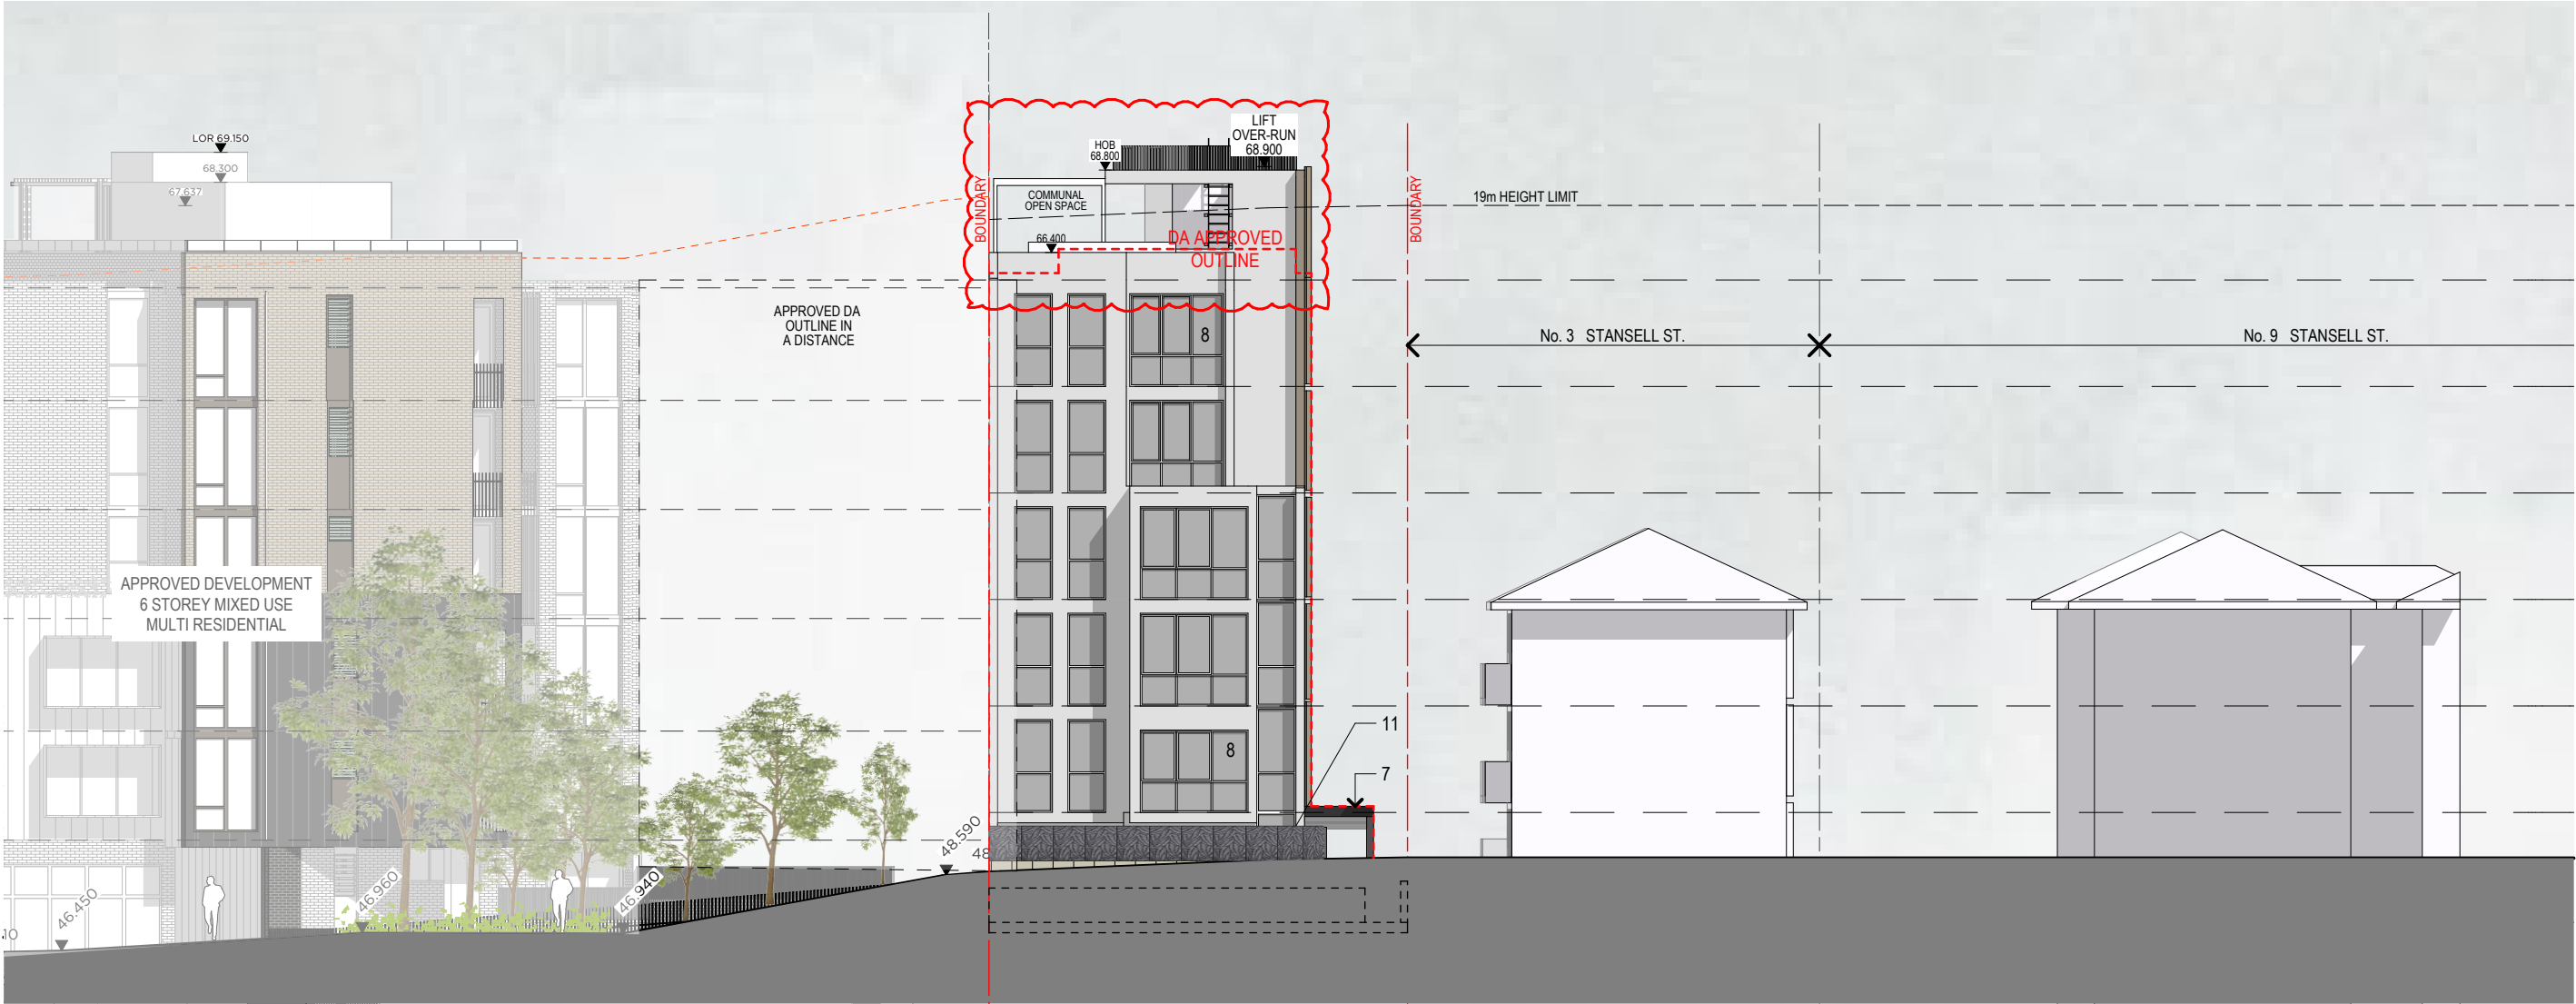 LOR 69.150
68.300
67.637
HOB
68.800
LIFT
OVER-RUN
68.900
BOUNDARY
COMMUNAL
OPEN SPACE
BOUNDARY
19m HEIGHT LIMIT
66.400
DA APPROVED
OUTLINE
APPROVED DA
OUTLINE IN
A DISTANCE
8
No. 3 STANSELL ST.
No. 9 STANSELL ST.
APPROVED DEVELOPMENT
6 STOREY MIXED USE
MULTI RESIDENTIAL
8
11
7
48.590
48
46.960
46.940
46.450
.10